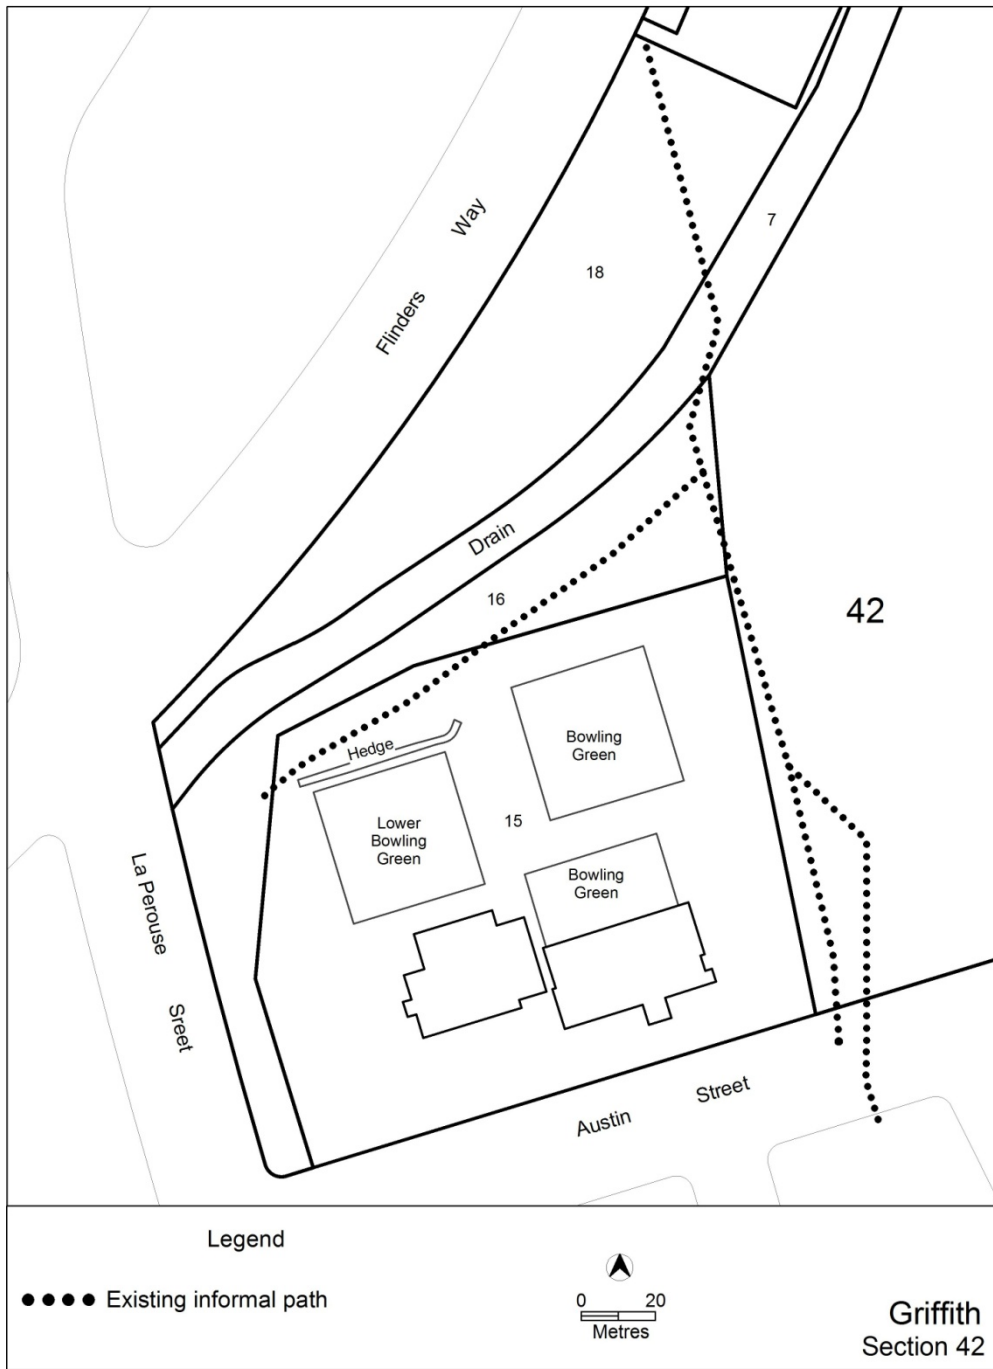 Way
Flinders
7
18
Drain
16
42
Hedge
Bowling
Green
15
Lower
Bowling
Green
Bowling
Green
La Perouse
Sreet
Street
Austin
Legend
Existing informal path
0 20
Metres
Griffith
Section 42